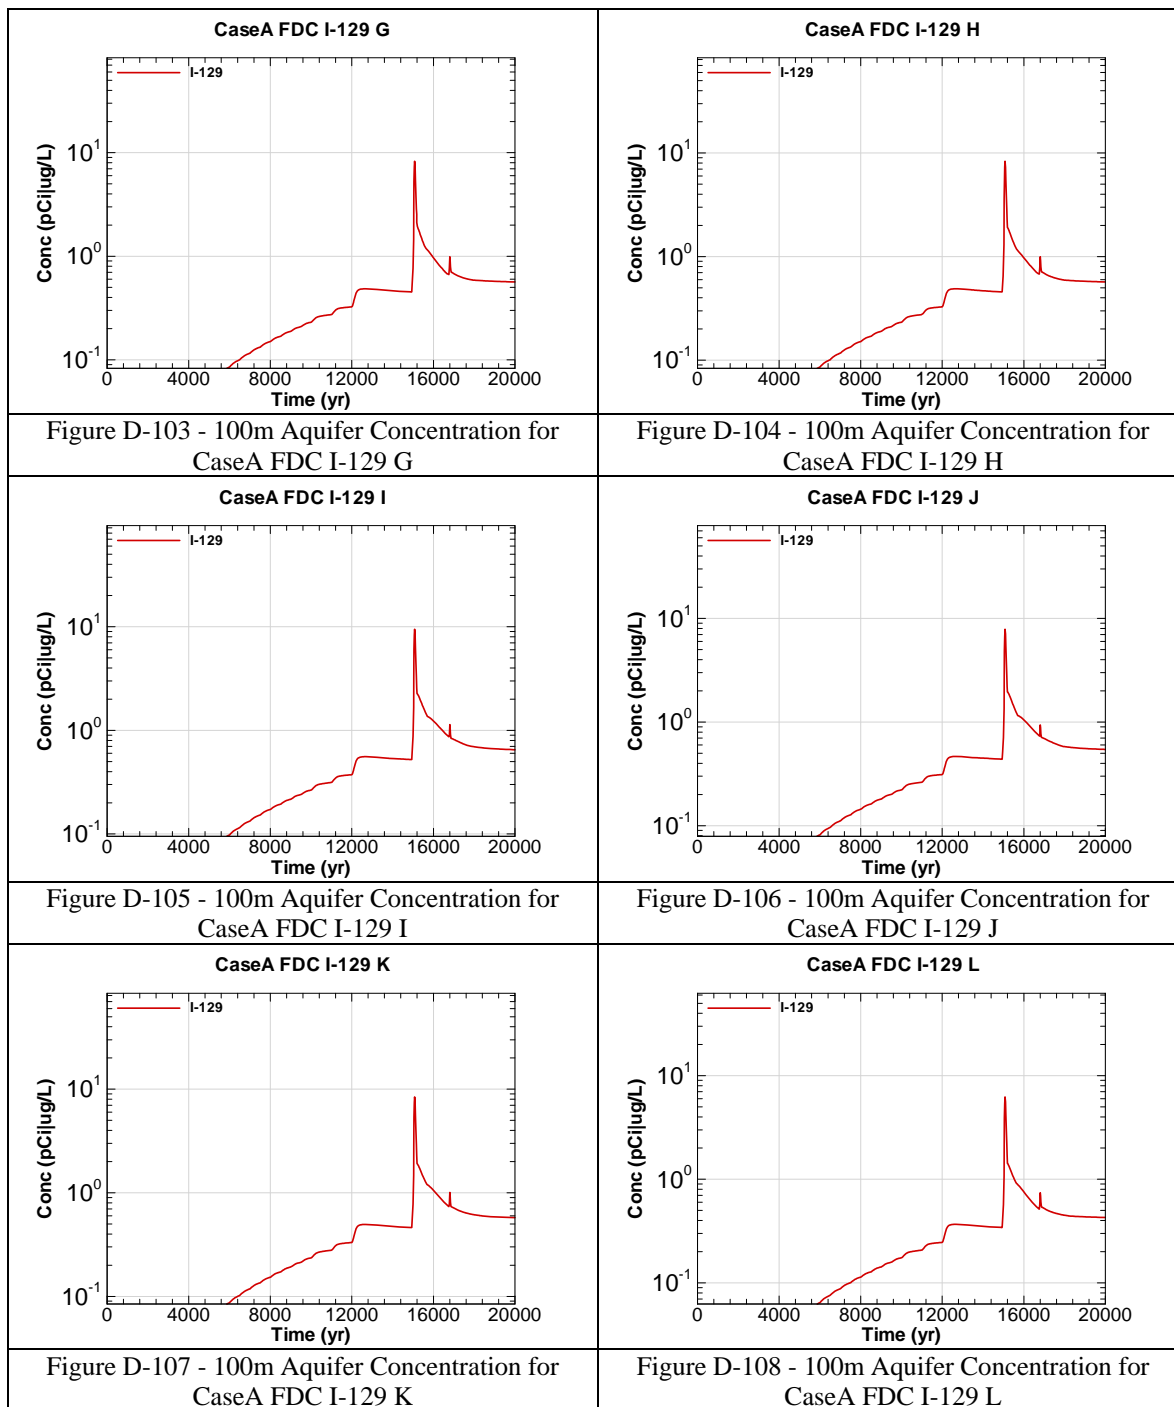 CaseA FDC I-129 G
I-129
Conc (pCi|ug/L)
10^1
10^0
10^-1
0 4000 8000 12000 16000 20000
Time (yr)
Figure D-103 - 100m Aquifer Concentration for
CaseA FDC I-129 G
CaseA FDC I-129 H
I-129
Conc (pCi|ug/L)
10^1
10^0
10^-1
0 4000 8000 12000 16000 20000
Time (yr)
Figure D-104 - 100m Aquifer Concentration for
CaseA FDC I-129 H
CaseA FDC I-129 I
I-129
Conc (pCi|ug/L)
10^1
10^0
10^-1
0 4000 8000 12000 16000 20000
Time (yr)
Figure D-105 - 100m Aquifer Concentration for
CaseA FDC I-129 I
CaseA FDC I-129 J
I-129
Conc (pCi|ug/L)
10^1
10^0
10^-1
0 4000 8000 12000 16000 20000
Time (yr)
Figure D-106 - 100m Aquifer Concentration for
CaseA FDC I-129 J
CaseA FDC I-129 K
I-129
Conc (pCi|ug/L)
10^1
10^0
10^-1
0 4000 8000 12000 16000 20000
Time (yr)
Figure D-107 - 100m Aquifer Concentration for
CaseA FDC I-129 K
CaseA FDC I-129 L
I-129
Conc (pCi|ug/L)
10^1
10^0
10^-1
0 4000 8000 12000 16000 20000
Time (yr)
Figure D-108 - 100m Aquifer Concentration for
CaseA FDC I-129 L